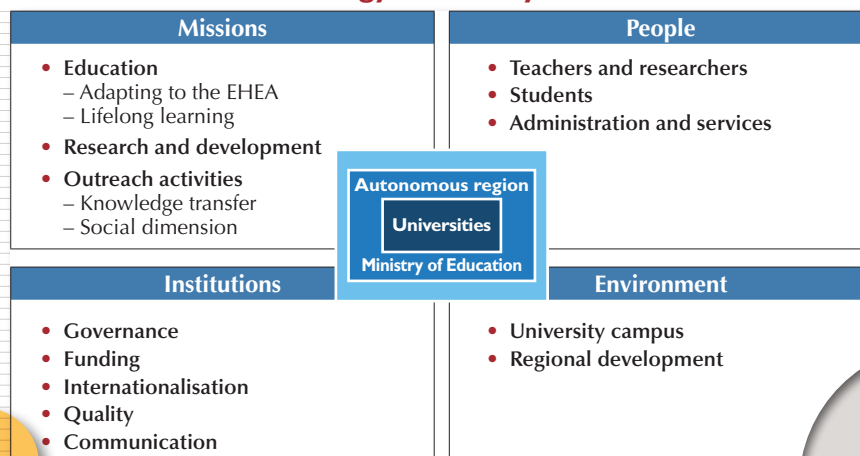 Missions
• Education
– Adapting to the EHEA
– Lifelong learning
• Research and development
• Outreach activities
– Knowledge transfer
– Social dimension
People
• Teachers and researchers
• Students
• Administration and services
Autonomous region
Universities
Ministry of Education
Institutions
• Governance
• Funding
• Internationalisation
• Quality
• Communication
Environment
• University campus
• Regional development